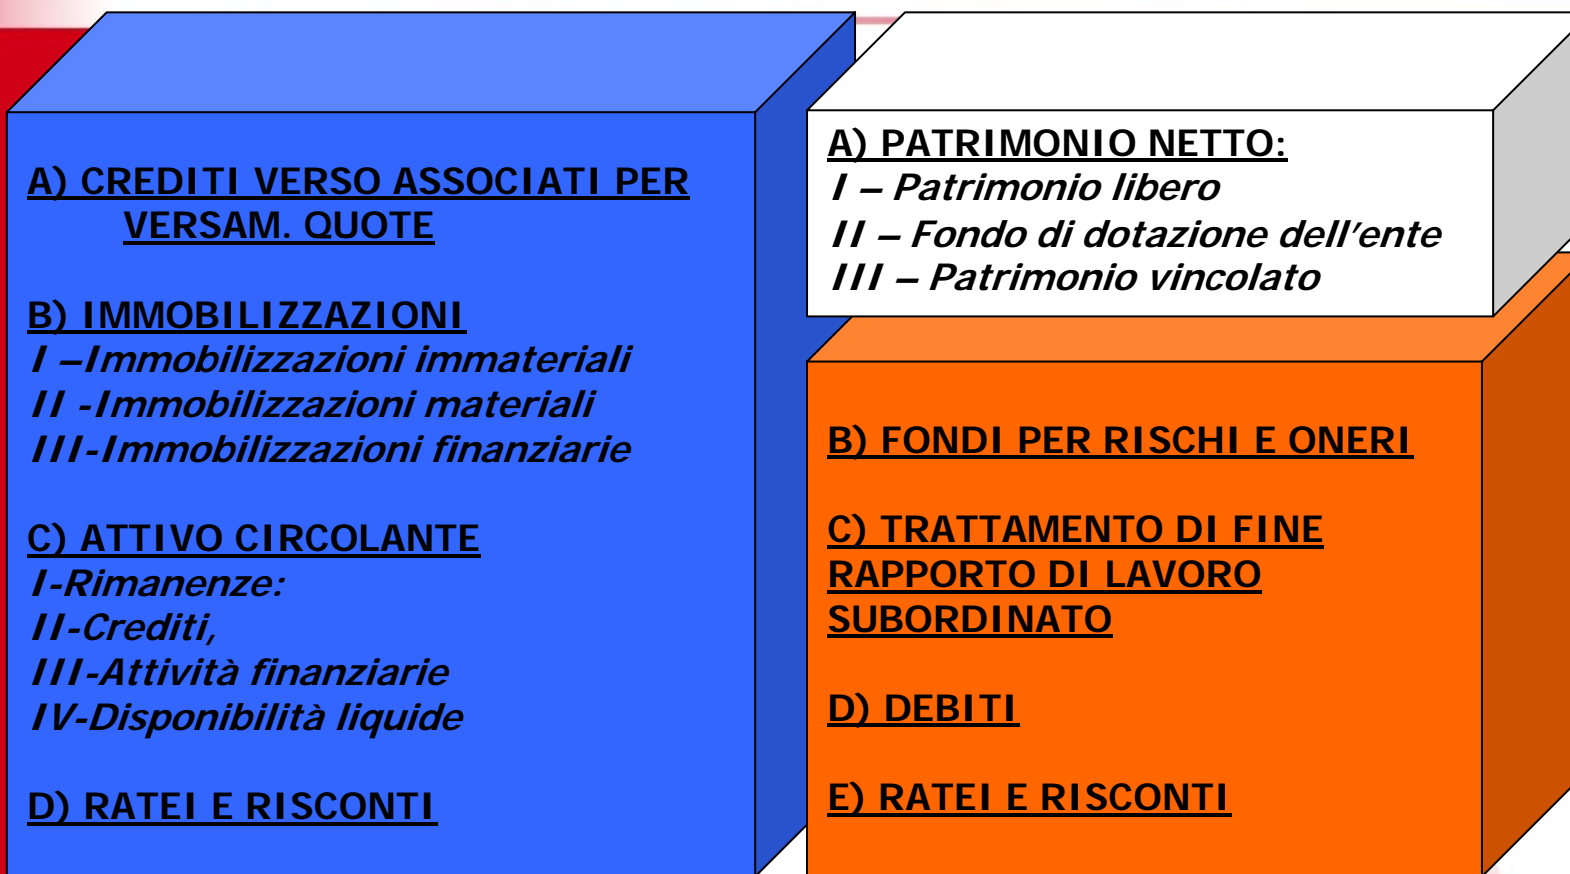 A) CREDITI VERSO ASSOCIATI PER
VERSAM. QUOTE
B) IMMOBILIZZAZIONI
I –Immobilizzazioni immateriali
II -Immobilizzazioni materiali
III-Immobilizzazioni finanziarie
C) ATTIVO CIRCOLANTE
I-Rimanenze:
II-Crediti,
III-Attività finanziarie
IV-Disponibilità liquide
D) RATEI E RISCONTI
A) PATRIMONIO NETTO:
I – Patrimonio libero
II – Fondo di dotazione dell’ente
III – Patrimonio vincolato
B) FONDI PER RISCHI E ONERI
C) TRATTAMENTO DI FINE
RAPPORTO DI LAVORO
SUBORDINATO
D) DEBITI
E) RATEI E RISCONTI